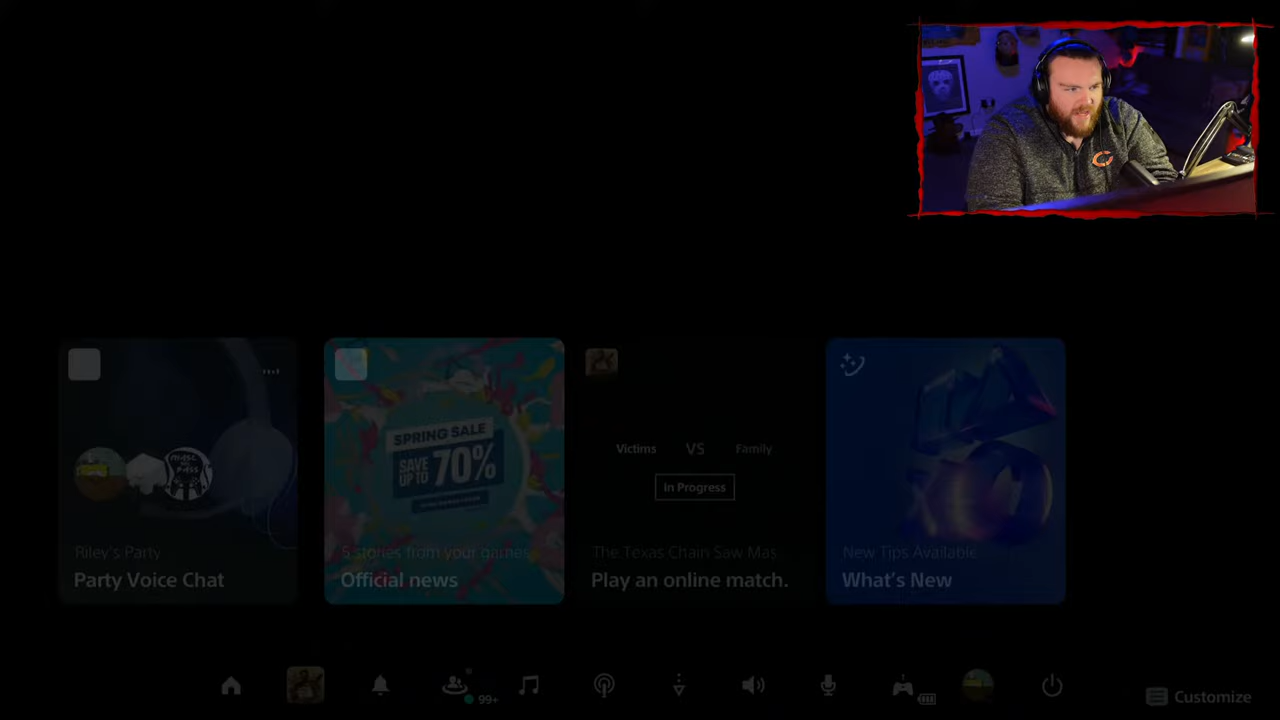 SPRING SALE
SAVE UP TO 70%
Victims VS Family
In Progress
Riley's Party
Party Voice Chat
5 stories from your games
Official news
The Texas Chain Saw Mas
Play an online match.
New Tips Available
What's New
99+
Customize